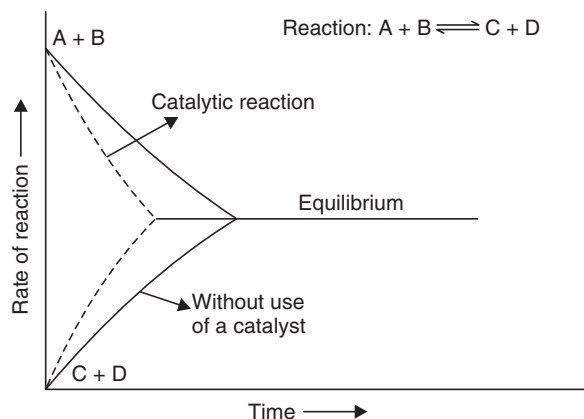 Reaction: A + B ⇌ C + D
A + B
Catalytic reaction
Equilibrium
Without use
of a catalyst
C + D
Rate of reaction
Time